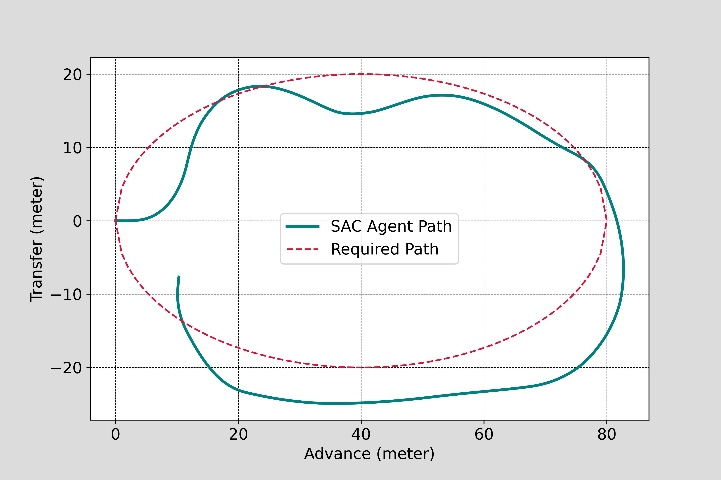 20
10
0
−10
−20
Transfer (meter)
SAC Agent Path
Required Path
0 20 40 60 80
Advance (meter)